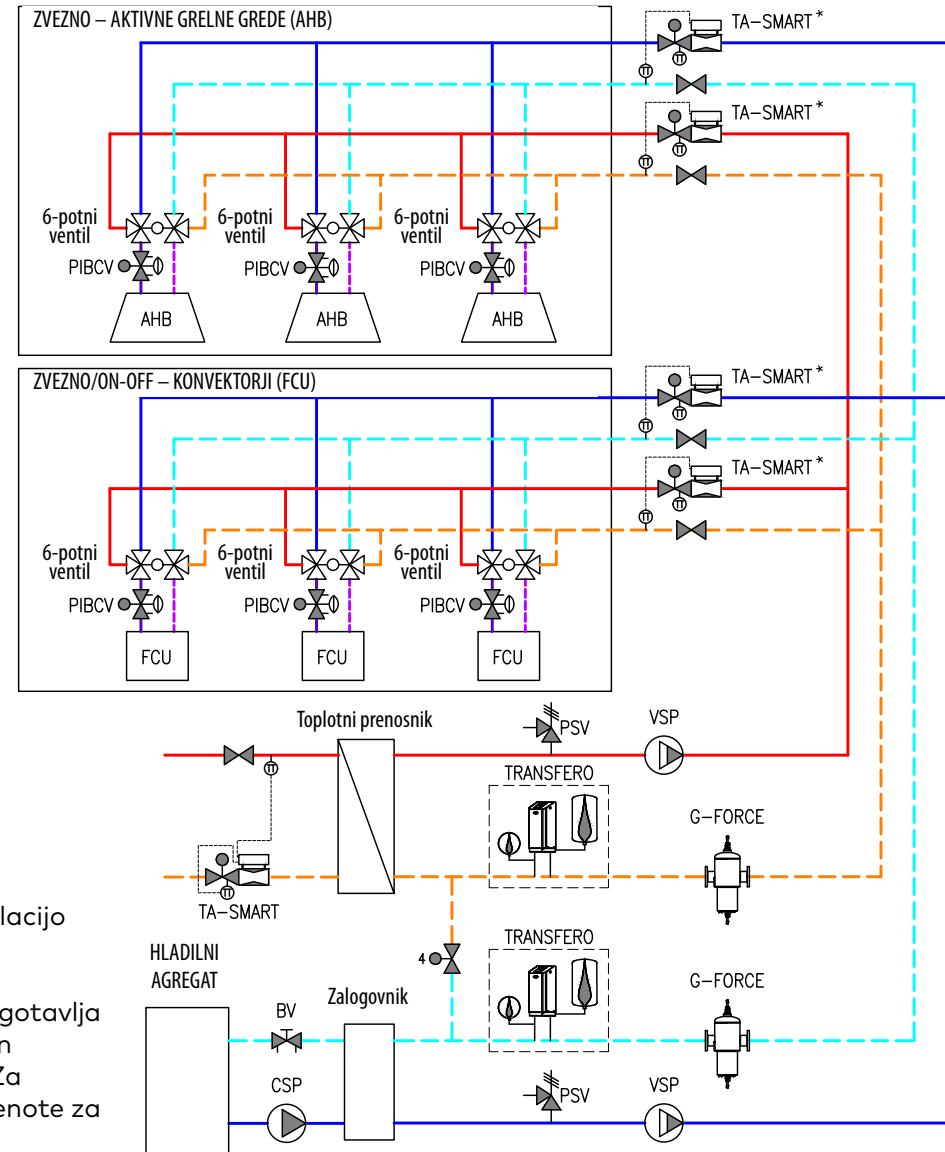 ZVEZNO – AKTIVNE GRELNE GREDE (AHB)
TA-SMART *
TA-SMART *
6-potni
ventil
6-potni
ventil
6-potni
ventil
PIBCV
PIBCV
PIBCV
AHB
AHB
AHB
ZVEZNO/ON-OFF – KONVEKTORJI (FCU)
TA-SMART *
TA-SMART *
6-potni
ventil
6-potni
ventil
6-potni
ventil
PIBCV
PIBCV
PIBCV
FCU
FCU
FCU
Toplotni prenosnik
PSV
VSP
TRANSFERO
G-FORCE
TA-SMART
lacijo
HLADILNI
AGREGAT
4
TRANSFERO
G-FORCE
gotavlja
n
Za
enote za
BV
Zalogovnik
CSP
PSV
VSP